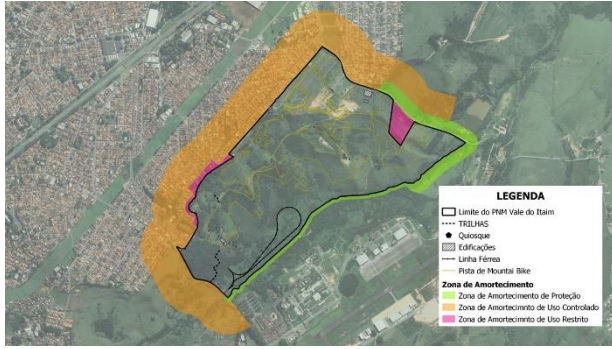 LEGENDA
Limite do PNM Vale do Itaim
TRILHAS
Quiosque
Edificações
Linha Férrea
Pista de Mountai Bike
Zona de Amortecimento
Zona de Amortecimento de Proteção
Zona de Amortecimnto de Uso Controlado
Zona de Amortecimnto de Uso Restrito